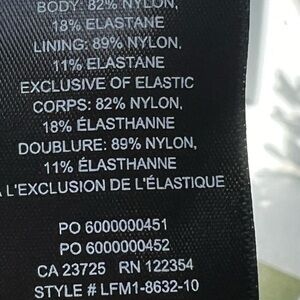 BODY: 82% NYLON,
18% ELASTANE
LINING: 89% NYLON,
11% ELASTANE
EXCLUSIVE OF ELASTIC
CORPS: 82% NYLON,
18% ÉLASTHANNE
DOUBLURE: 89% NYLON,
11% ÉLASTHANNE
À L'EXCLUSION DE L'ÉLASTIQUE
PO 6000000451
PO 6000000452
CA 23725 RN 122354
STYLE # LFM1-8632-10